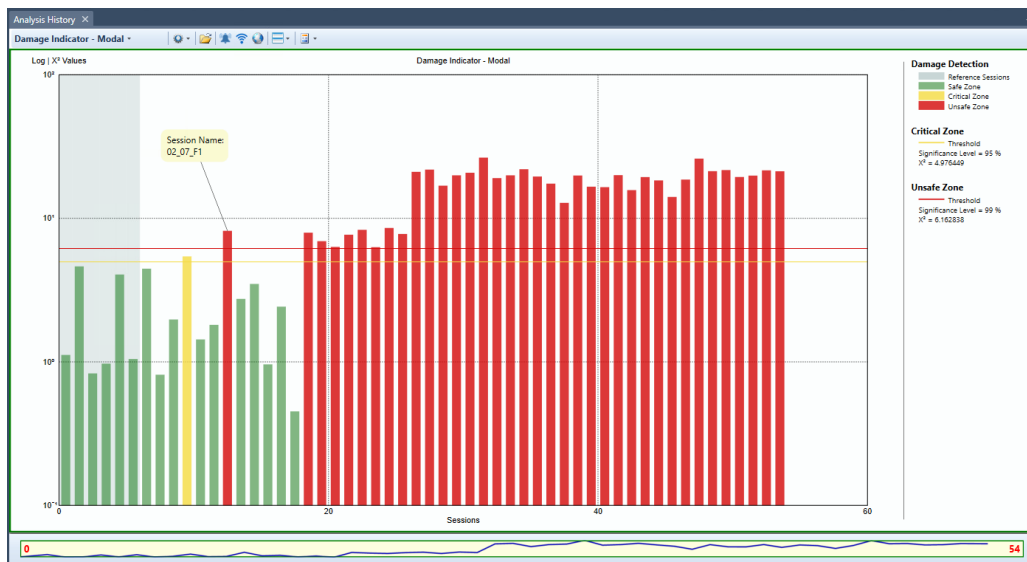 Analysis History
Damage Indicator - Modal
Log | X² Values
Damage Indicator - Modal
Damage Detection
Reference Sessions
Safe Zone
Critical Zone
Unsafe Zone
Critical Zone
Threshold
Significance Level = 95 %
X² = 4.976449
Unsafe Zone
Threshold
Significance Level = 99 %
X² = 6.162838
Session Name:
02_07_F1
10²
10¹
10⁰
10⁻¹
0
20
40
60
Sessions
0
54